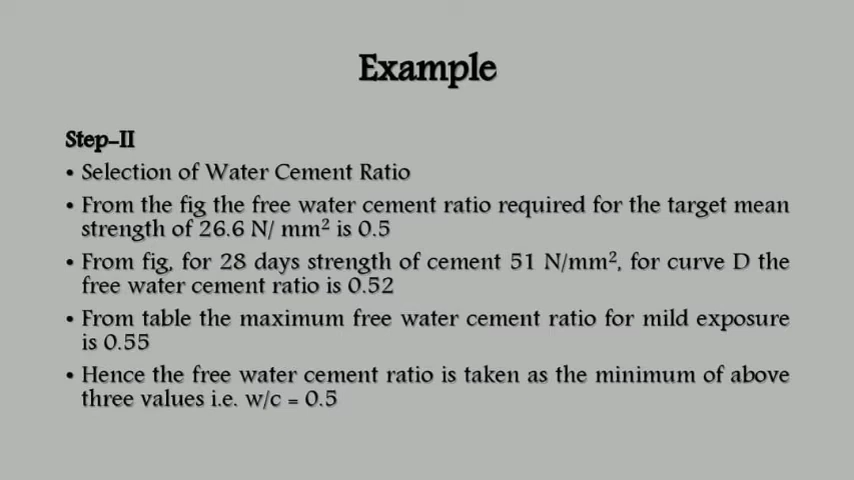 Example
Step-II
• Selection of Water Cement Ratio
• From the fig the free water cement ratio required for the target mean
strength of 26.6 N/ mm² is 0.5
• From fig, for 28 days strength of cement 51 N/mm², for curve D the
free water cement ratio is 0.52
• From table the maximum free water cement ratio for mild exposure
is 0.55
• Hence the free water cement ratio is taken as the minimum of above
three values i.e. w/c = 0.5